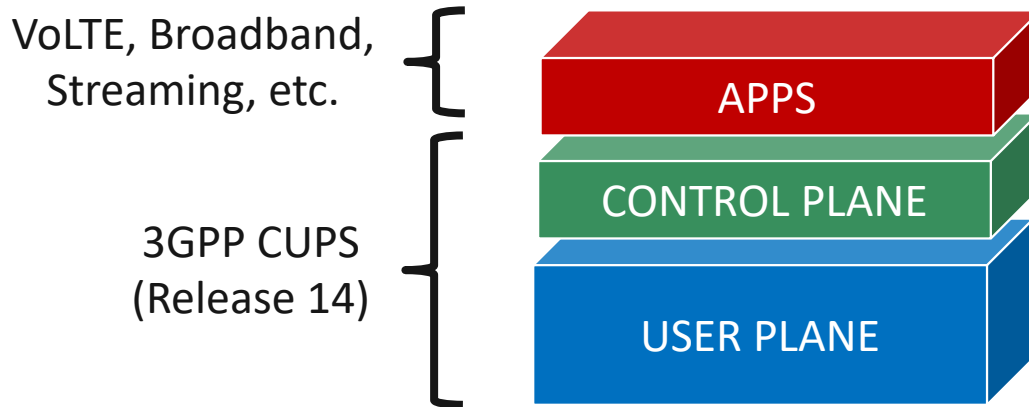 VoLTE, Broadband,
Streaming, etc.
APPS
CONTROL PLANE
3GPP CUPS
(Release 14)
USER PLANE